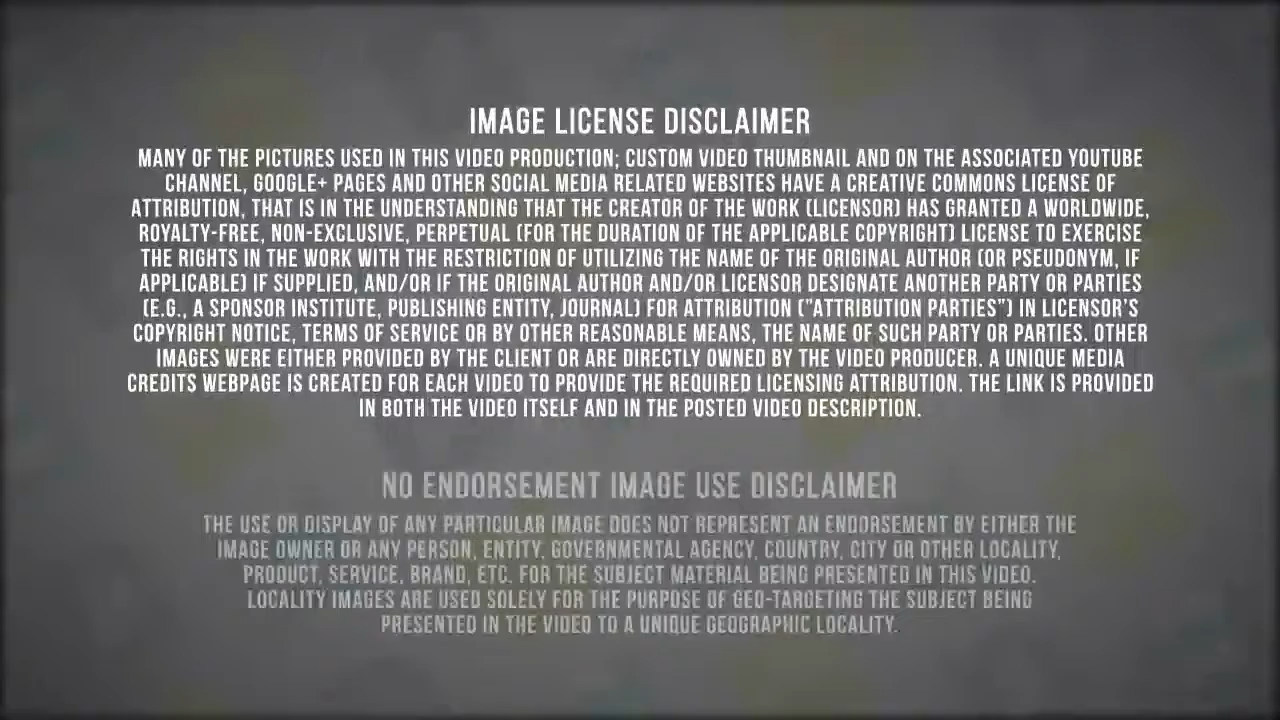 IMAGE LICENSE DISCLAIMER
MANY OF THE PICTURES USED IN THIS VIDEO PRODUCTION; CUSTOM VIDEO THUMBNAIL AND ON THE ASSOCIATED YOUTUBE
CHANNEL, GOOGLE+ PAGES AND OTHER SOCIAL MEDIA RELATED WEBSITES HAVE A CREATIVE COMMONS LICENSE OF
ATTRIBUTION, THAT IS IN THE UNDERSTANDING THAT THE CREATOR OF THE WORK (LICENSOR) HAS GRANTED A WORLDWIDE,
ROYALTY-FREE, NON-EXCLUSIVE, PERPETUAL (FOR THE DURATION OF THE APPLICABLE COPYRIGHT) LICENSE TO EXERCISE
THE RIGHTS IN THE WORK WITH THE RESTRICTION OF UTILIZING THE NAME OF THE ORIGINAL AUTHOR (OR PSEUDONYM, IF
APPLICABLE) IF SUPPLIED, AND/OR IF THE ORIGINAL AUTHOR AND/OR LICENSOR DESIGNATE ANOTHER PARTY OR PARTIES
(E.G., A SPONSOR INSTITUTE, PUBLISHING ENTITY, JOURNAL) FOR ATTRIBUTION ("ATTRIBUTION PARTIES") IN LICENSOR'S
COPYRIGHT NOTICE, TERMS OF SERVICE OR BY OTHER REASONABLE MEANS, THE NAME OF SUCH PARTY OR PARTIES. OTHER
IMAGES WERE EITHER PROVIDED BY THE CLIENT OR ARE DIRECTLY OWNED BY THE VIDEO PRODUCER. A UNIQUE MEDIA
CREDITS WEBPAGE IS CREATED FOR EACH VIDEO TO PROVIDE THE REQUIRED LICENSING ATTRIBUTION. THE LINK IS PROVIDED
IN BOTH THE VIDEO ITSELF AND IN THE POSTED VIDEO DESCRIPTION.
NO ENDORSEMENT IMAGE USE DISCLAIMER
THE USE OR DISPLAY OF ANY PARTICULAR IMAGE DOES NOT REPRESENT AN ENDORSEMENT BY EITHER THE
IMAGE OWNER OR ANY PERSON, ENTITY, GOVERNMENTAL AGENCY, COUNTRY, CITY OR OTHER LOCALITY,
PRODUCT, SERVICE, BRAND, ETC. FOR THE SUBJECT MATERIAL BEING PRESENTED IN THIS VIDEO.
LOCALITY IMAGES ARE USED SOLELY FOR THE PURPOSE OF GEO-TARGETING THE SUBJECT BEING
PRESENTED IN THE VIDEO TO A UNIQUE GEOGRAPHIC LOCALITY.